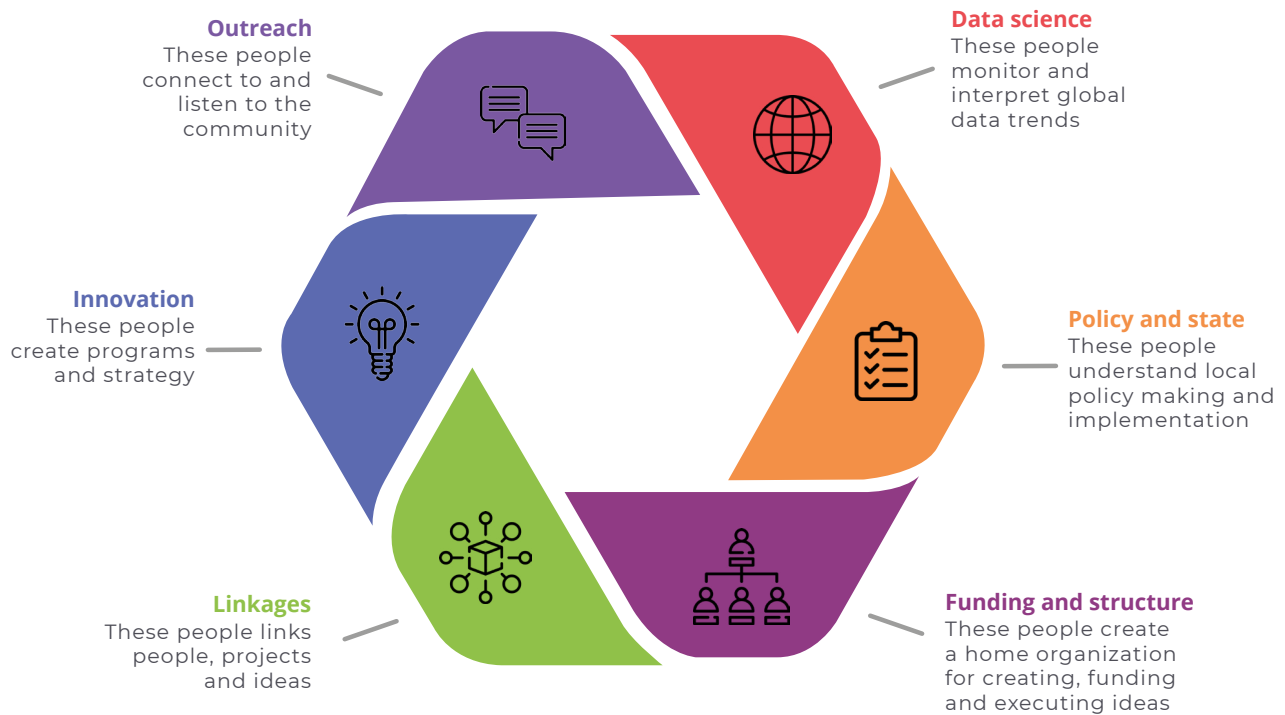 Outreach
These people
connect to and
listen to the
community
Data science
These people
monitor and
interpret global
data trends
Innovation
These people
create programs
and strategy
Policy and state
These people
understand local
policy making and
implementation
Linkages
These people links
people, projects
and ideas
Funding and structure
These people create
a home organization
for creating, funding
and executing ideas